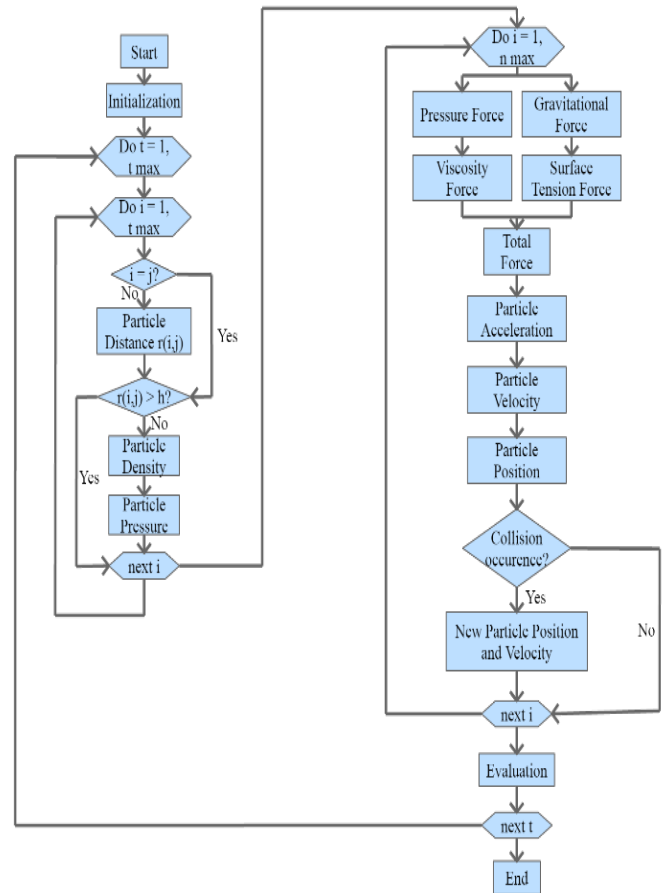 Start
Initialization
Do t = 1,
t max
Do i = 1,
t max
i = j?
No
Yes
Particle
Distance r(i,j)
r(i,j) > h?
No
Yes
Particle
Density
Particle
Pressure
next i
Do i = 1,
n max
Pressure Force
Gravitational
Force
Viscosity
Force
Surface
Tension Force
Total
Force
Particle
Acceleration
Particle
Velocity
Particle
Position
Collision
occurence?
Yes
No
New Particle Position
and Velocity
next i
Evaluation
next t
End